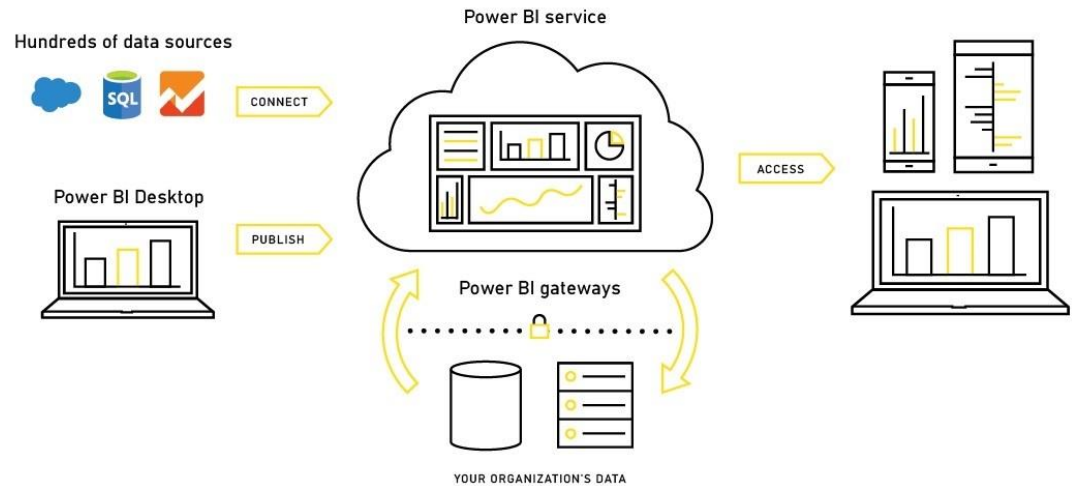 Power BI service
Hundreds of data sources
SQL
CONNECT
ACCESS
Power BI Desktop
PUBLISH
Power BI gateways
YOUR ORGANIZATION'S DATA